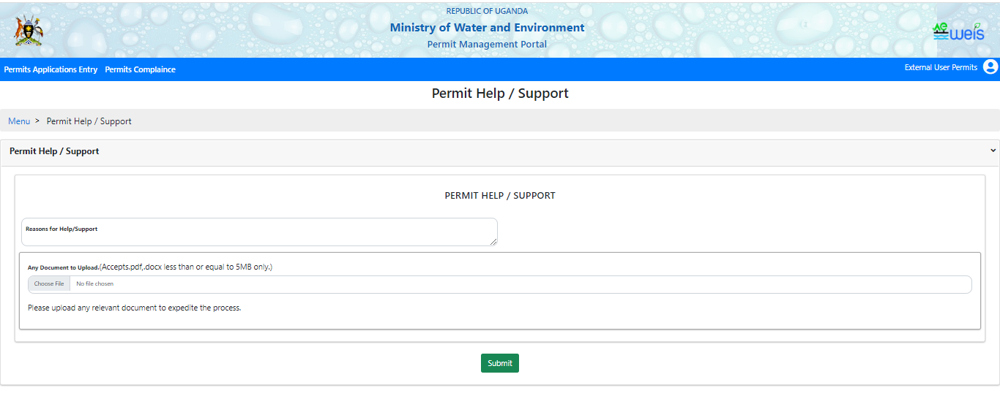 REPUBLIC OF UGANDA
Ministry of Water and Environment
Permit Management Portal
AG weis
Permits Applications Entry Permits Complaince
External User Permits
Permit Help / Support
Menu > Permit Help / Support
Permit Help / Support
PERMIT HELP / SUPPORT
Reasons for Help/Support
Any Document to Upload.(Accepts.pdf,.docx less than or equal to 5MB only.)
Choose File No file chosen
Please upload any relevant document to expedite the process.
Submit